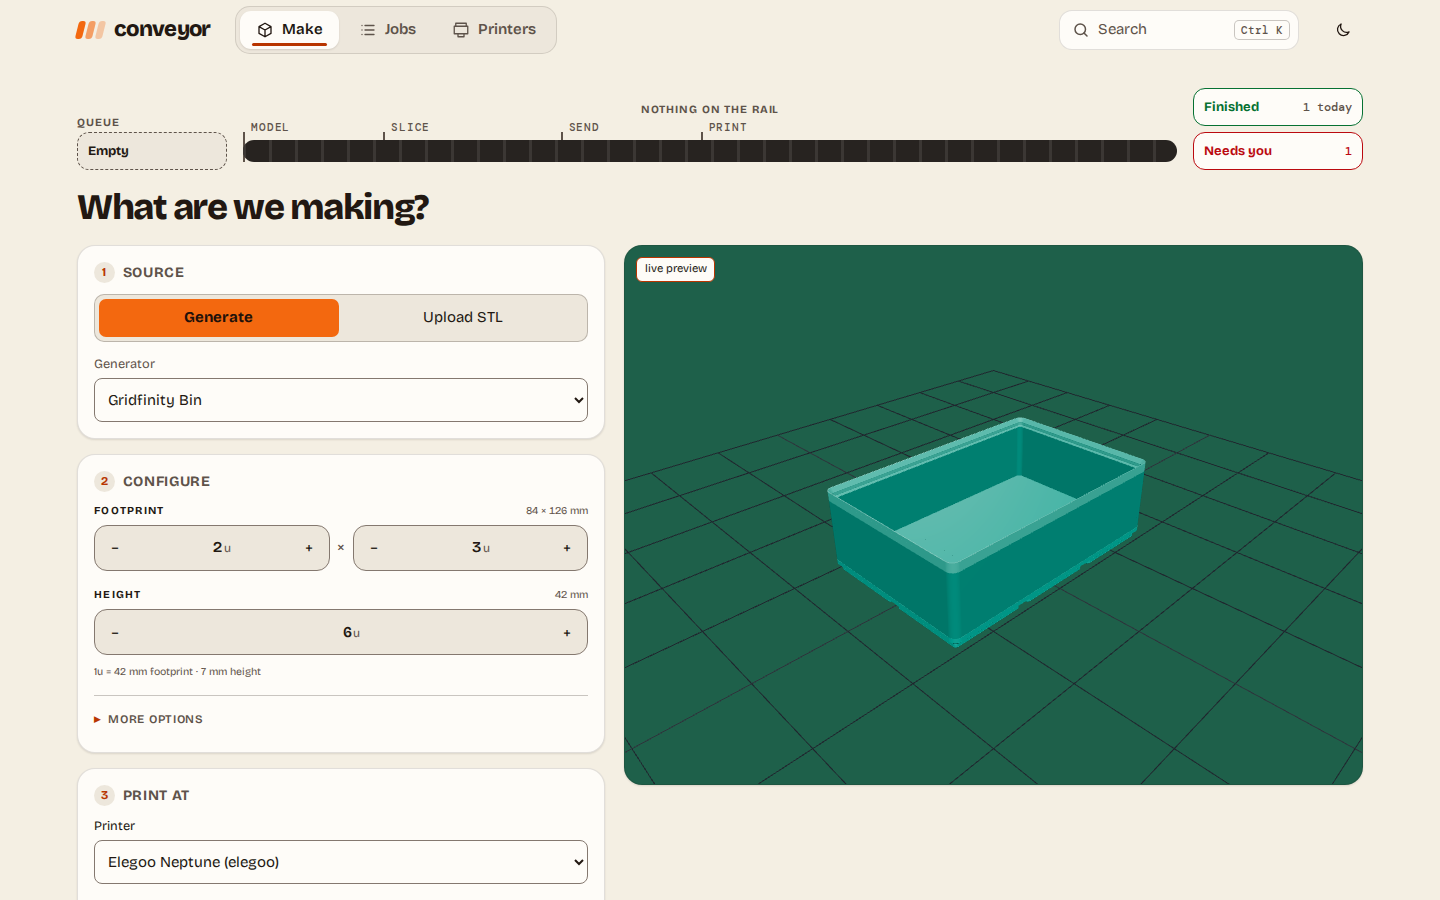 conveyor
Make
Jobs
Printers
Search
Ctrl K
QUEUE
Empty
NOTHING ON THE RAIL
MODEL
SLICE
SEND
PRINT
Finished 1 today
Needs you 1
What are we making?
1 SOURCE
Generate
Upload STL
Generator
Gridfinity Bin
2 CONFIGURE
FOOTPRINT 84 × 126 mm
− 2 u + × − 3 u +
HEIGHT 42 mm
− 6 u +
1u = 42 mm footprint · 7 mm height
▸ MORE OPTIONS
3 PRINT AT
Printer
Elegoo Neptune (elegoo)
live preview